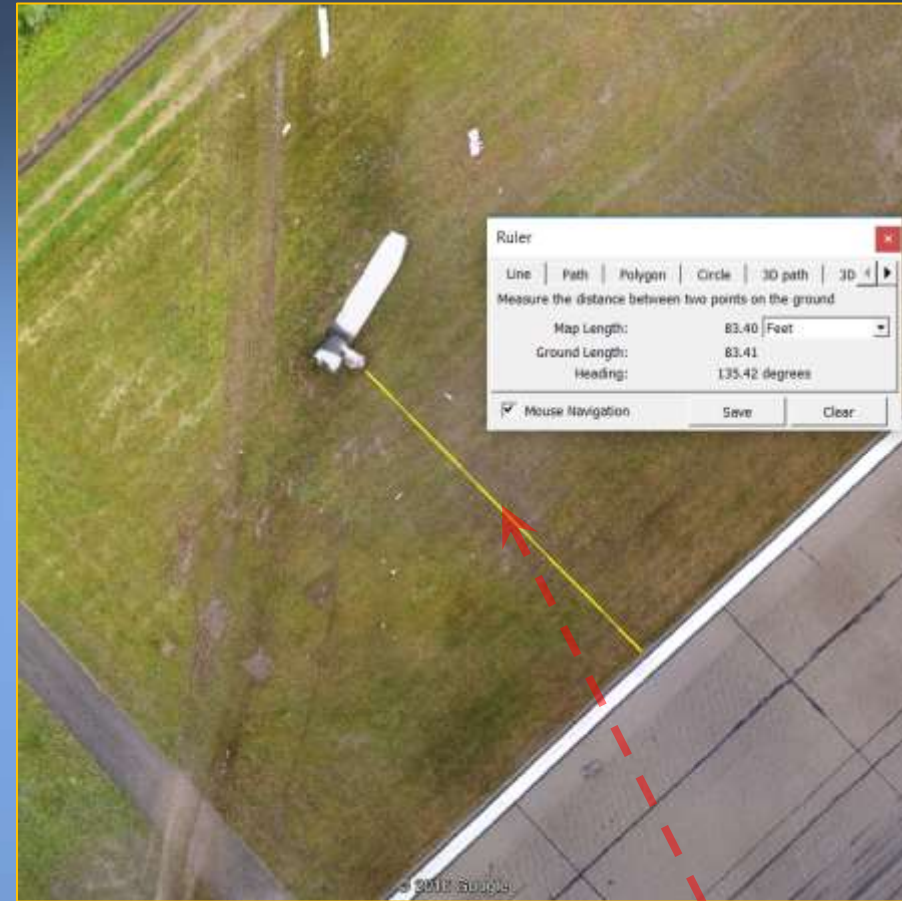 Ruler
Line Path Polygon Circle 3D path 3D
Measure the distance between two points on the ground
Map Length: 83.40 Feet
Ground Length: 83.41
Heading: 135.42 degrees
Mouse Navigation Save Clear
© 2016 Google